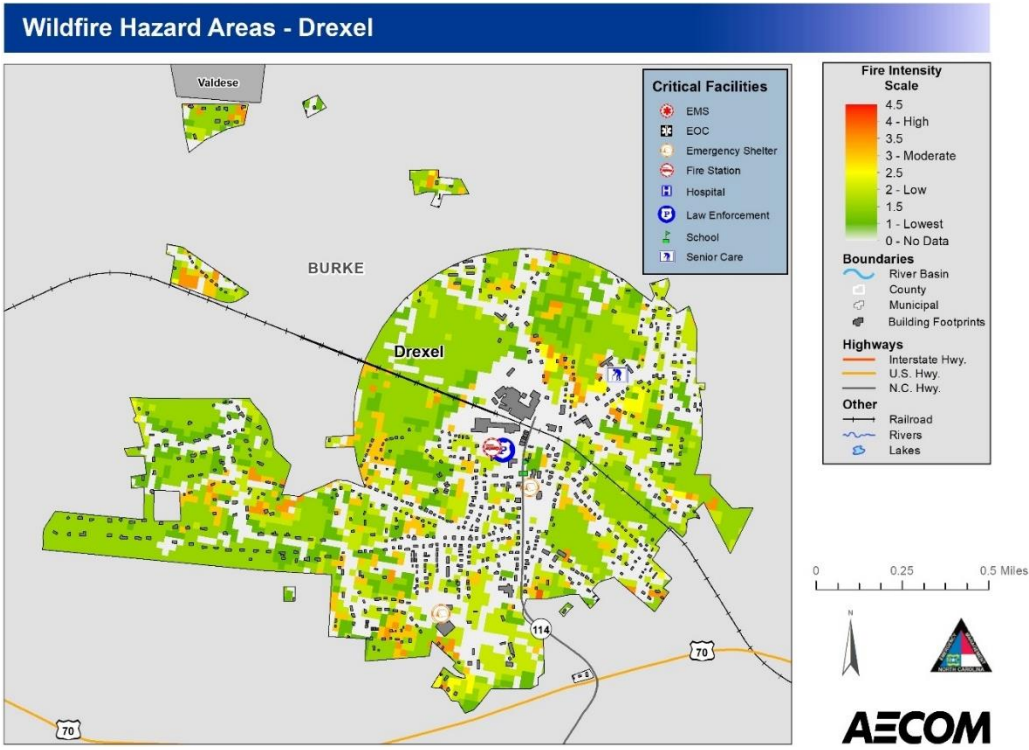 Wildfire Hazard Areas - Drexel
Valdese
BURKE
Drexel
114
70
70
Critical Facilities
EMS
EOC
Emergency Shelter
Fire Station
H Hospital
P Law Enforcement
School
Senior Care
Fire Intensity
Scale
4.5
4 - High
3.5
3 - Moderate
2.5
2 - Low
1.5
1 - Lowest
0 - No Data
Boundaries
River Basin
County
Municipal
Building Footprints
Highways
Interstate Hwy.
U.S. Hwy.
N.C. Hwy.
Other
Railroad
Rivers
Lakes
0 0.25 0.5 Miles
N
NORTH CAROLINA
AECOM